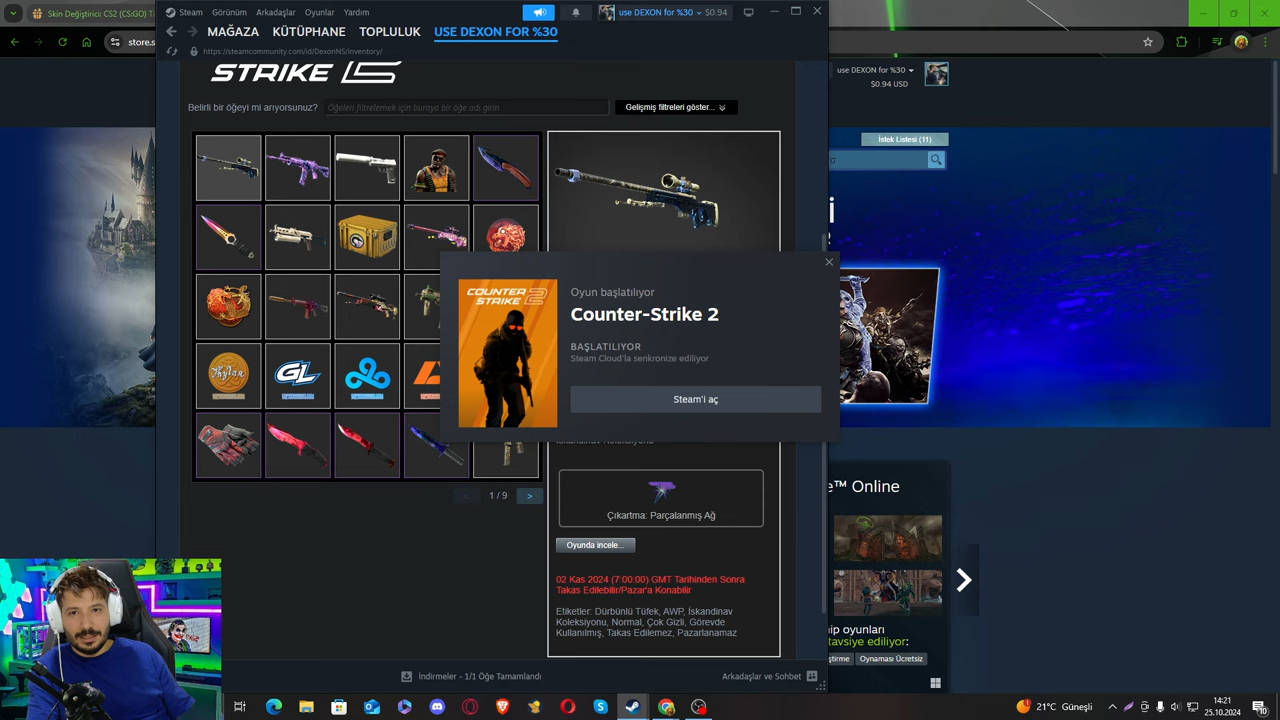 Skin Değiştirici CS2 (CS:GO) T
Steam Görünüm Arkadaşlar Oyunlar Yardım
use DEXON for %30 $0.94
MAĞAZA KÜTÜPHANE TOPLULUK USE DEXON FOR %30
store.s
https://steamcommunity.com/id/DexonNS/inventory/
use DEXON for %30
$0.94 USD
STRIKE
Belirli bir öğeyi mi arıyorsunuz? Öğeleri filtrelemek için buraya bir öğe adı girin. Gelişmiş filtreleri göster...
İstek Listesi (11)
COUNTER
STRIKE 2
Oyun başlatılıyor
Counter-Strike 2
BAŞLATILIYOR
Steam Cloud'la senkronize ediliyor
Steam'i aç
İskandinav Koleksiyonu
GL
< 1 / 9 >
e™ Online
Çıkartma: Parçalanmış Ağ
Oyunda incele...
02 Kas 2024 (7:00:00) GMT Tarihinden Sonra
Takas Edilebilir/Pazar'a Konabilir
Etiketler: Dürbünlü Tüfek, AWP, İskandinav
Koleksiyonu, Normal, Çok Gizli, Görevde
Kullanılmış, Takas Edilemez, Pazarlanamaz
ip oyunları
tavsiye ediliyor:
Oynaması Ücretsiz
İndirmeler - 1/1 Öğe Tamamlandı
Arkadaşlar ve Sohbet
21°C Güneşli
14:21
25.10.2024